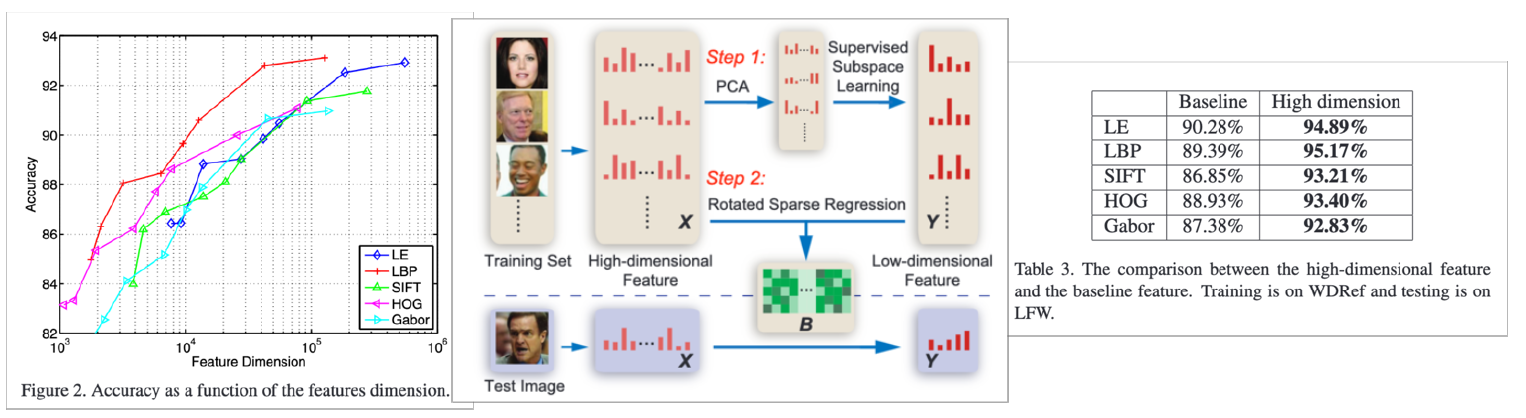 94
92
90
88
86
84
82
Accuracy
LE
LBP
SIFT
HOG
Gabor
10^3
10^4
10^5
10^6
Feature Dimension
Figure 2. Accuracy as a function of the features dimension.
Step 1:
PCA
Supervised
Subspace
Learning
Step 2:
Rotated Sparse Regression
X
Y
Training Set
High-dimensional
Feature
Low-dimensional
Feature
B
X
Y
Test Image
Baseline High dimension
LE 90.28% 94.89%
LBP 89.39% 95.17%
SIFT 86.85% 93.21%
HOG 88.93% 93.40%
Gabor 87.38% 92.83%
Table 3. The comparison between the high-dimensional feature
and the baseline feature. Training is on WDRef and testing is on
LFW.